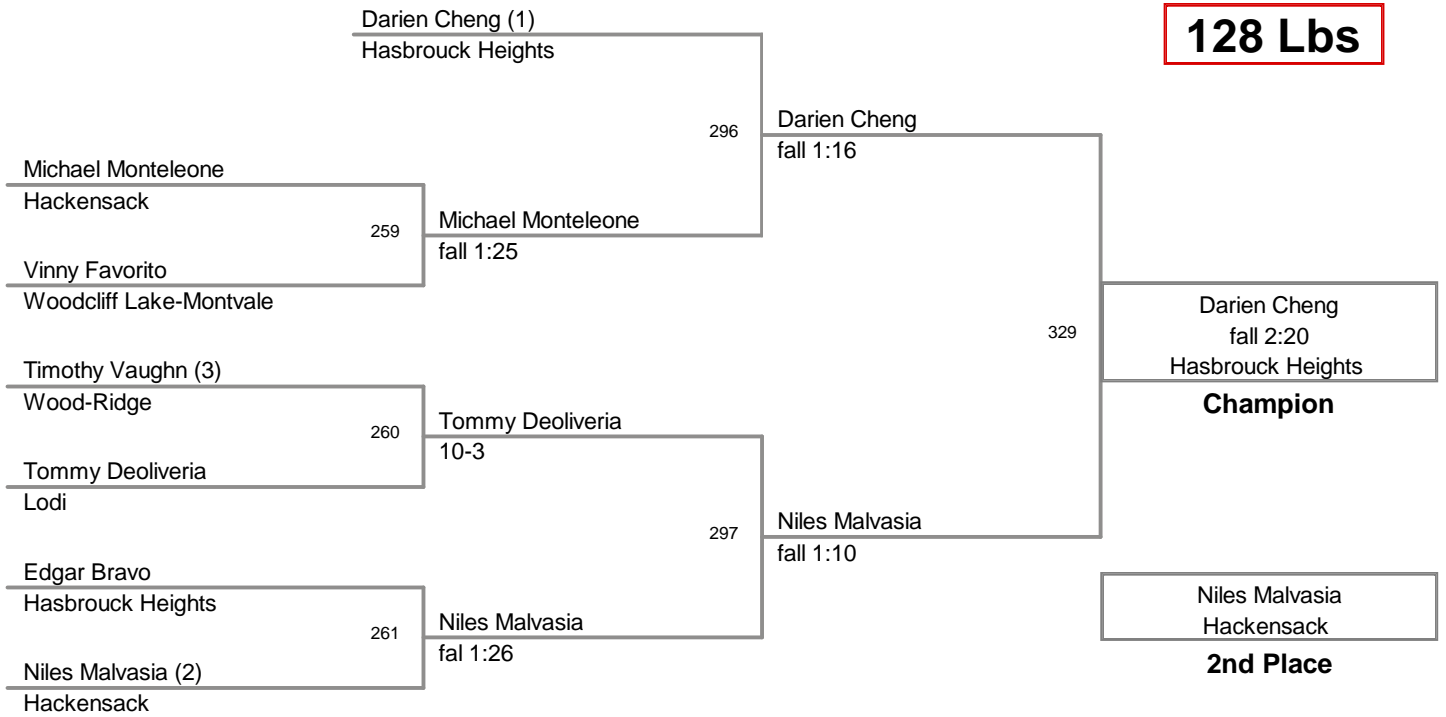 Darien Cheng (1)
Hasbrouck Heights
128 Lbs
296
Darien Cheng
fall 1:16
Michael Monteleone
Hackensack
259
Michael Monteleone
fall 1:25
Vinny Favorito
Woodcliff Lake-Montvale
329
Darien Cheng
fall 2:20
Hasbrouck Heights
Champion
Timothy Vaughn (3)
Wood-Ridge
260
Tommy Deoliveria
10-3
Tommy Deoliveria
Lodi
297
Niles Malvasia
fall 1:10
Edgar Bravo
Hasbrouck Heights
261
Niles Malvasia
fal 1:26
Niles Malvasia (2)
Hackensack
Niles Malvasia
Hackensack
2nd Place